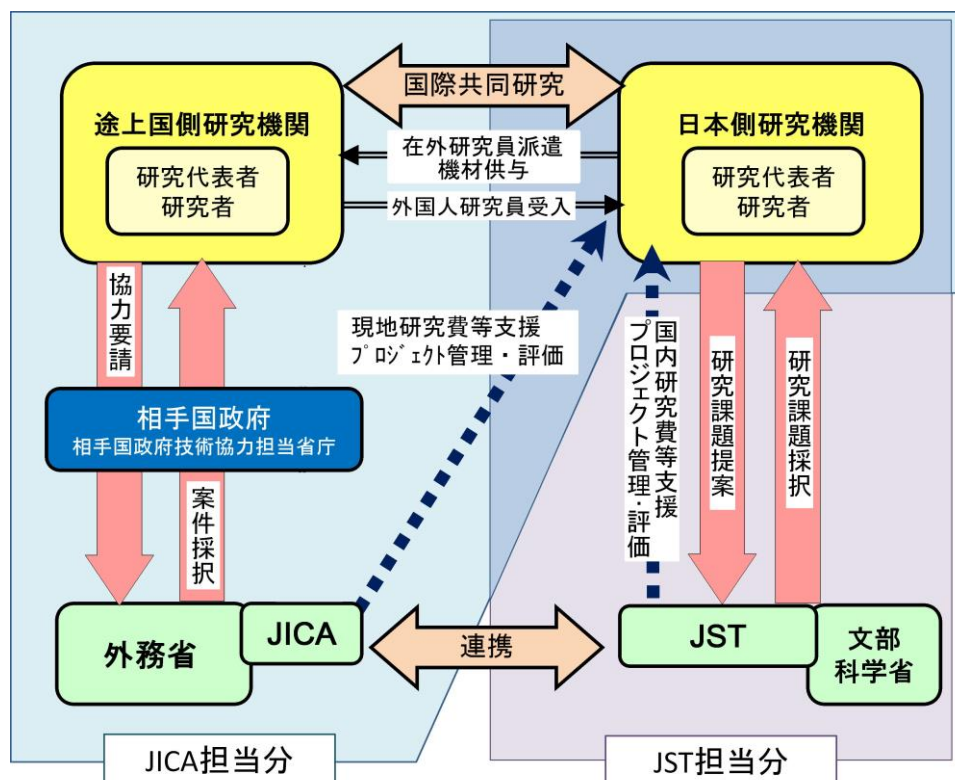 国際共同研究
途上国側研究機関
研究代表者
研究者
日本側研究機関
研究代表者
研究者
在外研究員派遣
機材供与
外国人研究員受入
協力要請
現地研究費等支援
ﾌﾟﾛｼﾞｪｸﾄ管理・評価
国内研究費等支援
プロジェクト管理・評価
研究課題提案
研究課題採択
相手国政府
相手国政府技術協力担当省庁
案件採択
外務省
JICA
連携
JST
文部
科学省
JICA担当分
JST担当分